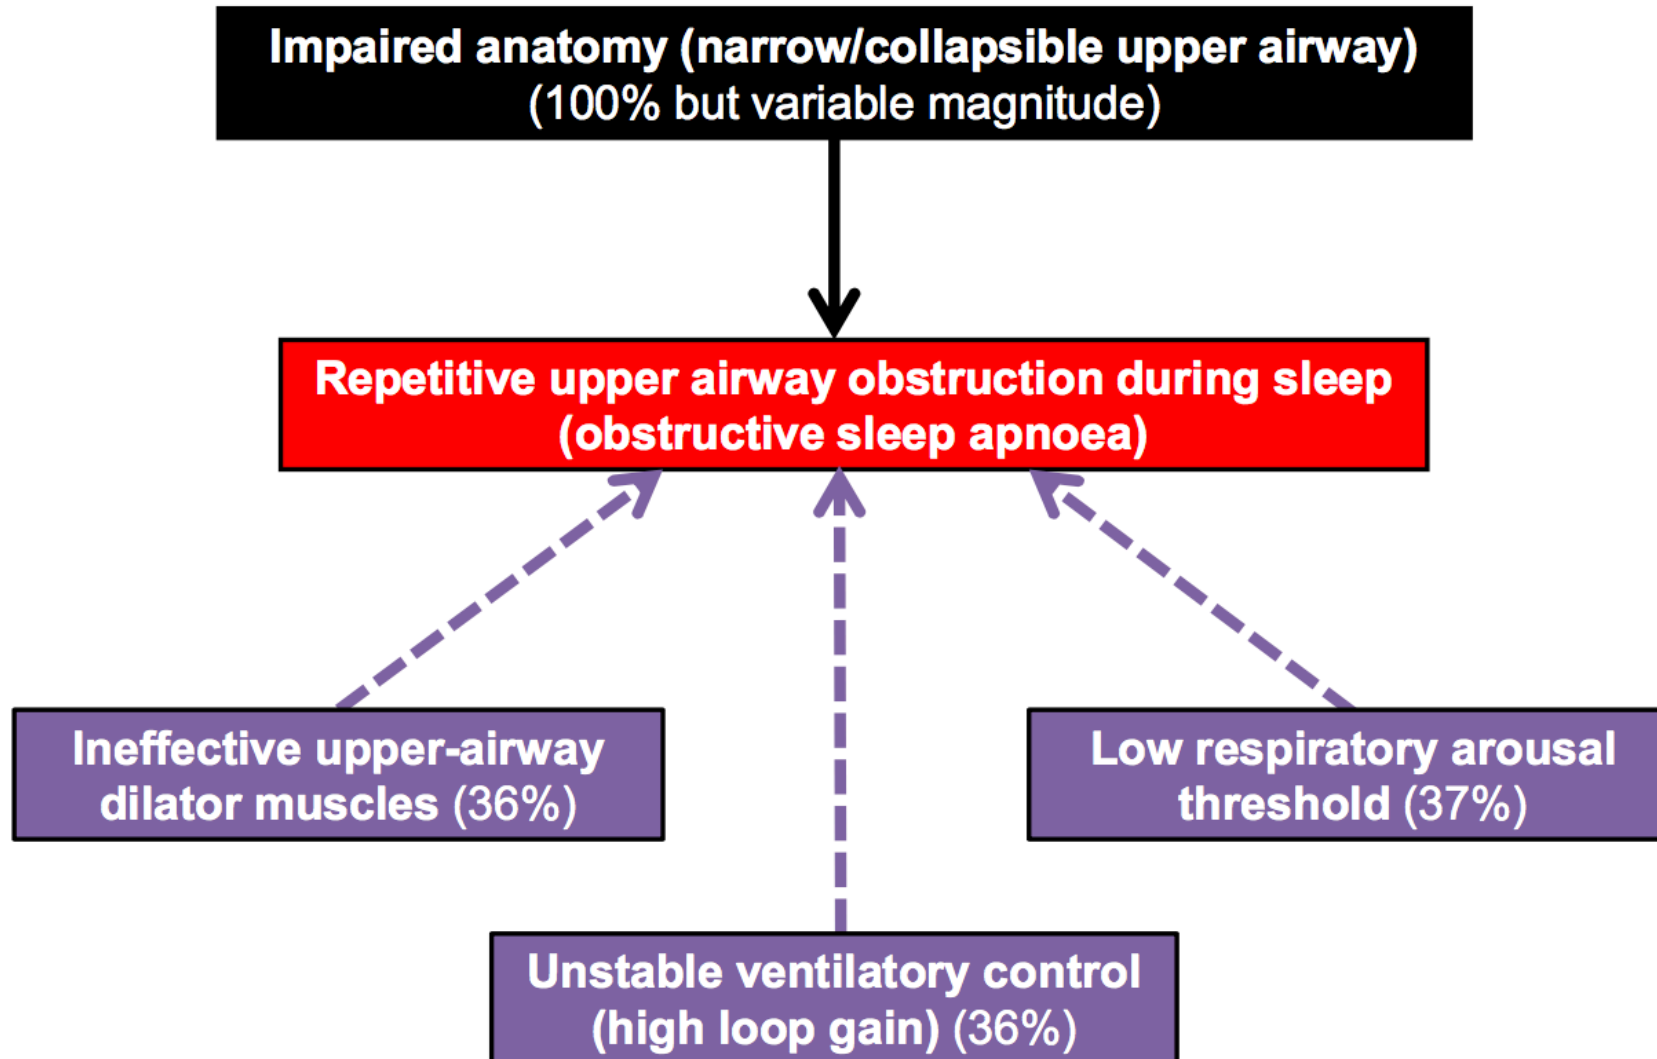 Impaired anatomy (narrow/collapsible upper airway)
(100% but variable magnitude)
Repetitive upper airway obstruction during sleep
(obstructive sleep apnoea)
Ineffective upper-airway
dilator muscles (36%)
Low respiratory arousal
threshold (37%)
Unstable ventilatory control
(high loop gain) (36%)